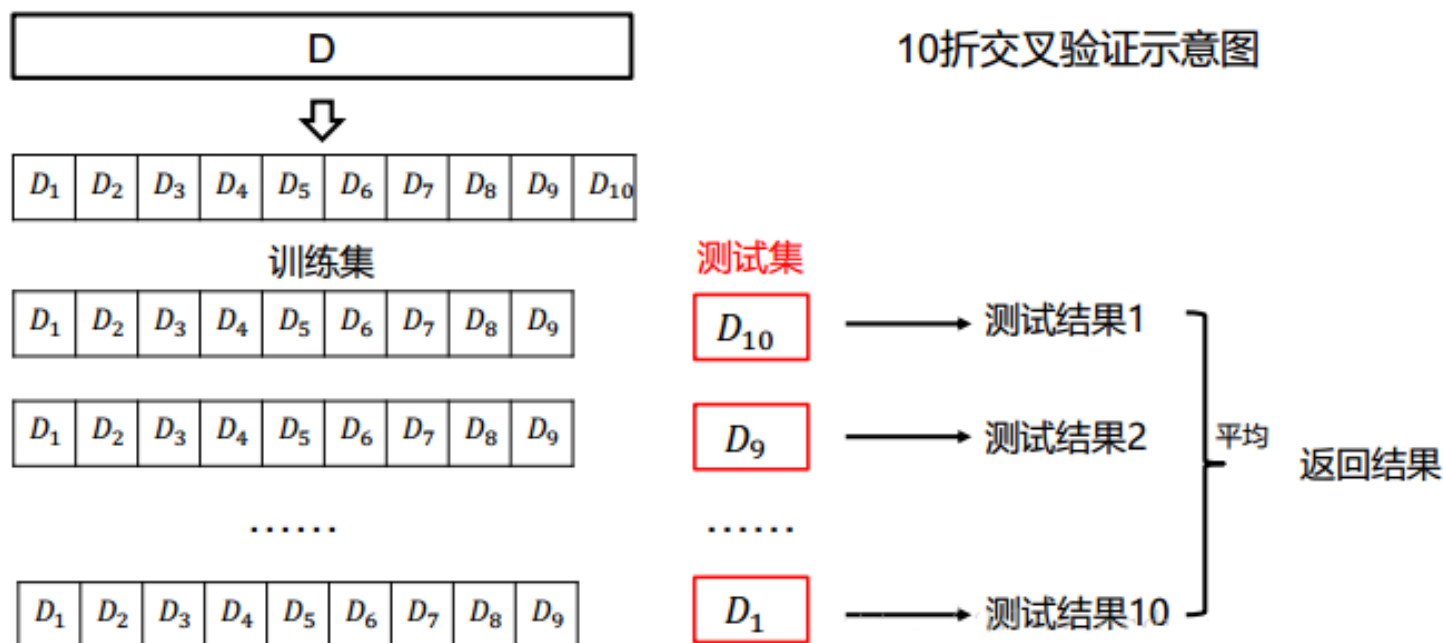 D
10折交叉验证示意图
D₁ D₂ D₃ D₄ D₅ D₆ D₇ D₈ D₉ D₁₀
训练集 测试集
D₁ D₂ D₃ D₄ D₅ D₆ D₇ D₈ D₉ D₁₀ 测试结果1
D₁ D₂ D₃ D₄ D₅ D₆ D₇ D₈ D₉ D₉ 测试结果2 平均
返回结果
...... ......
D₁ D₂ D₃ D₄ D₅ D₆ D₇ D₈ D₉ D₁ 测试结果10